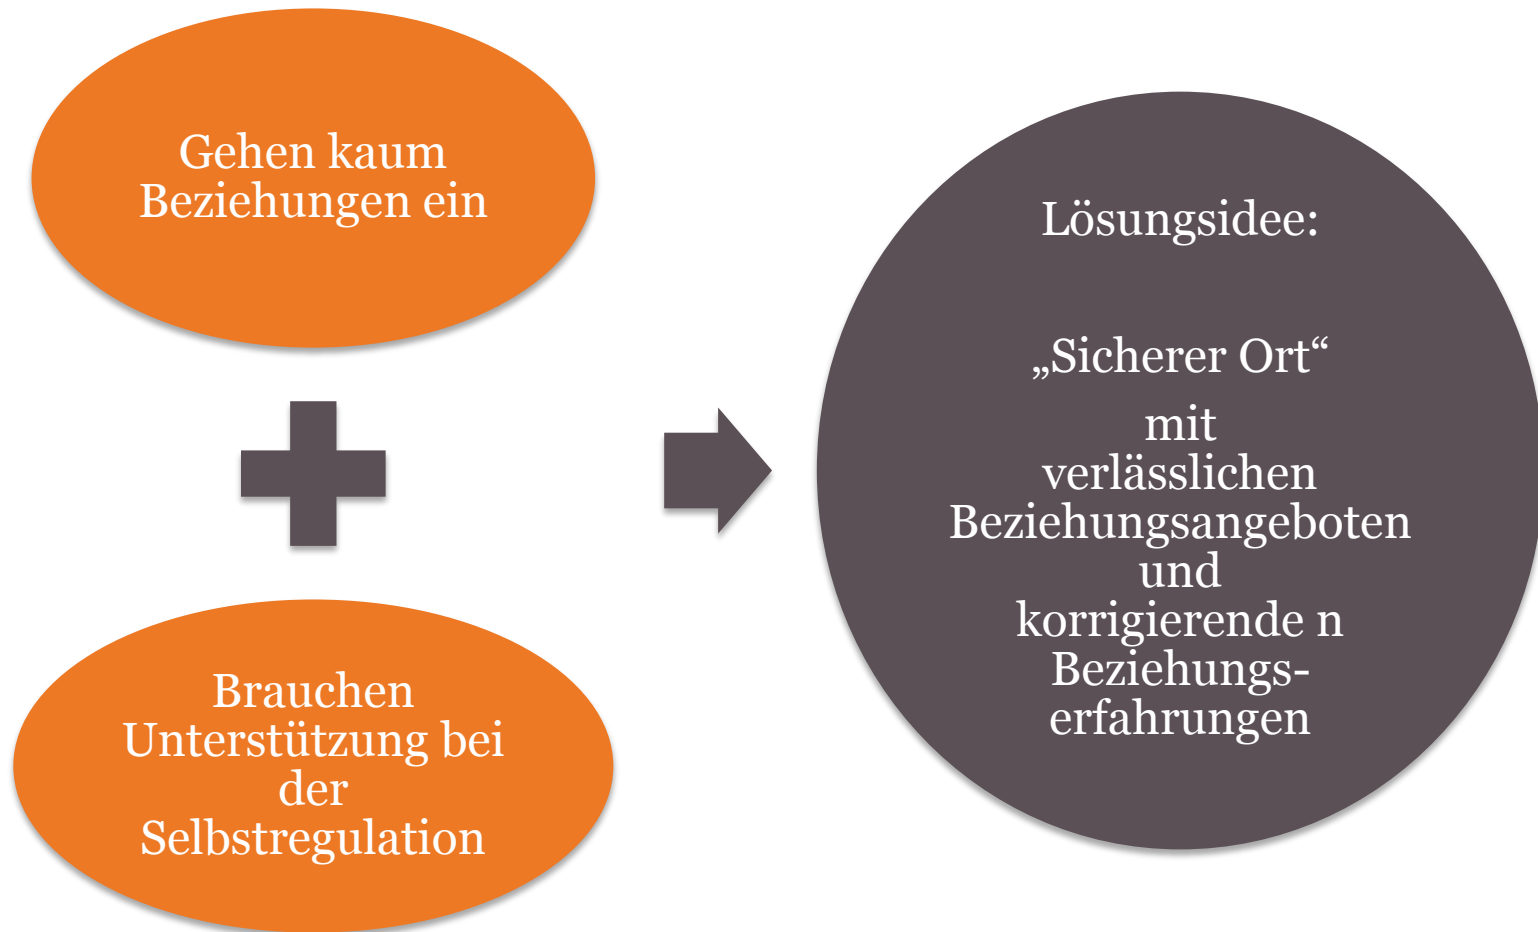 Gehen kaum
Beziehungen ein
Brauchen
Unterstützung bei
der
Selbstregulation
Lösungsidee:
„Sicherer Ort“
mit
verlässlichen
Beziehungsangeboten
und
korrigierende n
Beziehungs-
erfahrungen